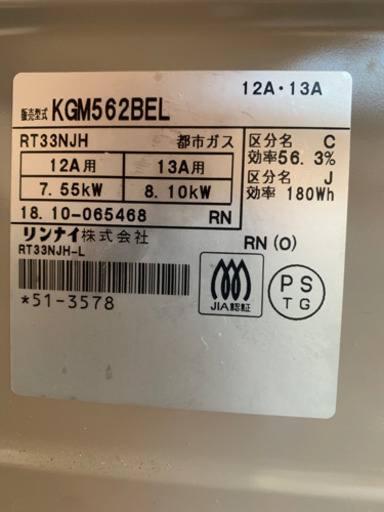 12A・13A
販売型式 KGM562BEL
RT33NJH 都市ガス
12A用 13A用
7.55kW 8.10kW
区分名 C
効率56.3%
区分名 J
効率 180Wh
18.10-065468 RN
リンナイ株式会社
RT33NJH-L
RN(O)
*51-3578
JIA認証
PS
TG